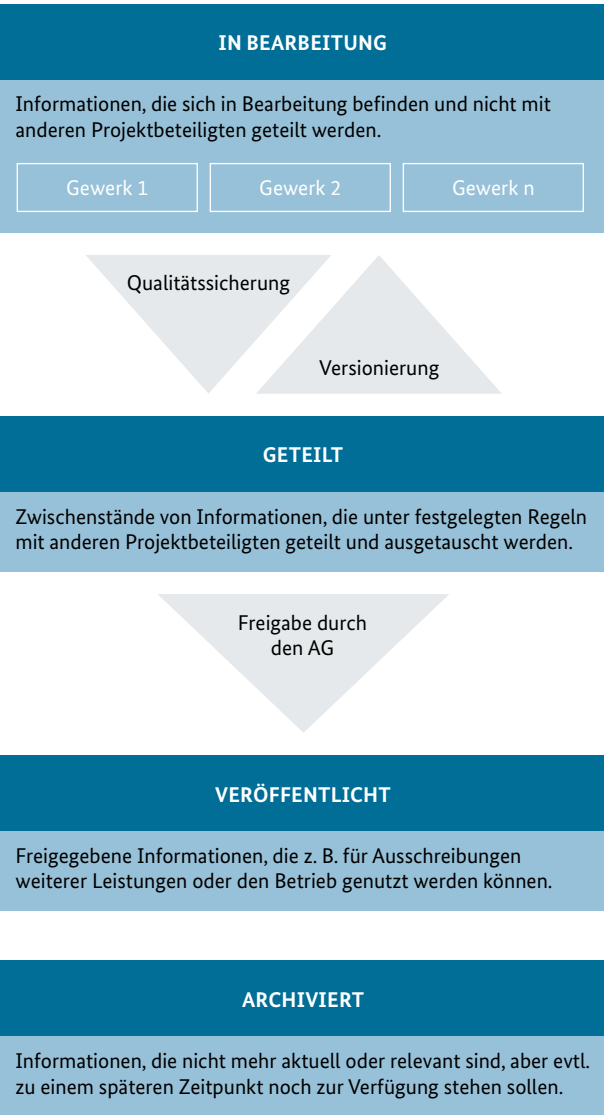 IN BEARBEITUNG
Informationen, die sich in Bearbeitung befinden und nicht mit
anderen Projektbeteiligten geteilt werden.
Gewerk 1
Gewerk 2
Gewerk n
Qualitätssicherung
Versionierung
GETEILT
Zwischenstände von Informationen, die unter festgelegten Regeln
mit anderen Projektbeteiligten geteilt und ausgetauscht werden.
Freigabe durch
den AG
VERÖFFENTLICHT
Freigegebene Informationen, die z. B. für Ausschreibungen
weiterer Leistungen oder den Betrieb genutzt werden können.
ARCHIVIERT
Informationen, die nicht mehr aktuell oder relevant sind, aber evtl.
zu einem späteren Zeitpunkt noch zur Verfügung stehen sollen.